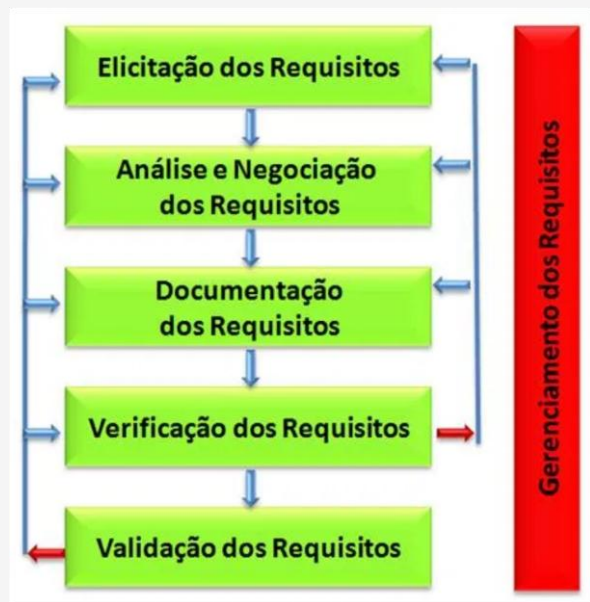 Elicitação dos Requisitos
Análise e Negociação
dos Requisitos
Documentação
dos Requisitos
Verificação dos Requisitos
Validação dos Requisitos
Gerenciamento dos Requisitos